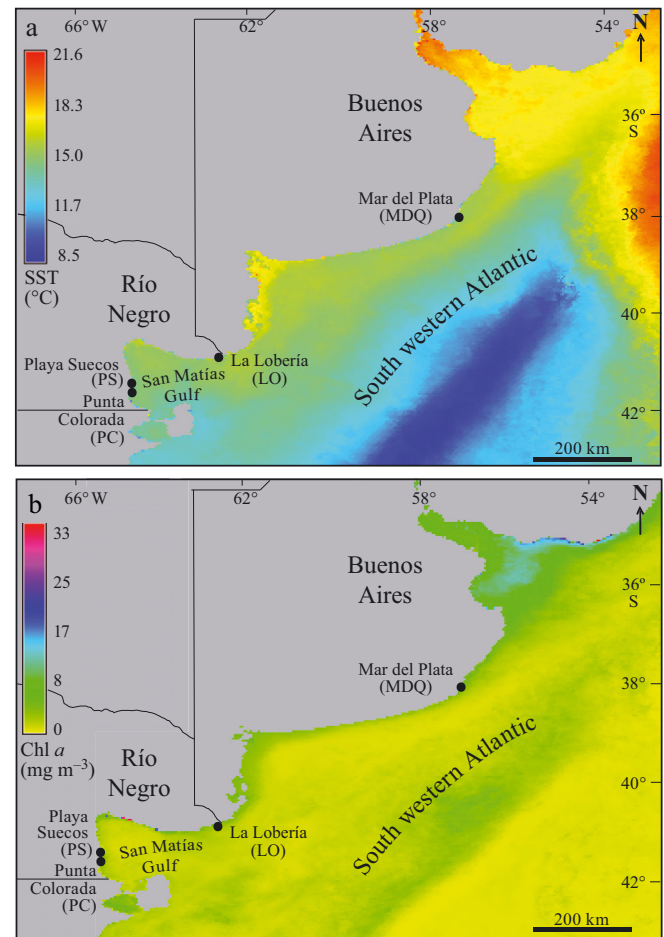 a
66° W
62°
58°
54°
N
21.6
18.3
15.0
11.7
8.5
SST
(°C)
Buenos
Aires
36°
S
Mar del Plata
(MDQ)
38°
South western Atlantic
Río
Negro
40°
Playa Suecos
(PS)
San Matías
Gulf
La Lobería
(LO)
Punta
Colorada
(PC)
42°
200 km
b
66° W
62°
58°
54°
N
33
25
17
8
0
Chl a
(mg m–3)
Buenos
Aires
36°
S
Mar del Plata
(MDQ)
38°
South western Atlantic
Río
Negro
40°
Playa
Suecos
(PS)
San Matías
Gulf
La Lobería
(LO)
Punta
Colorada
(PC)
42°
200 km